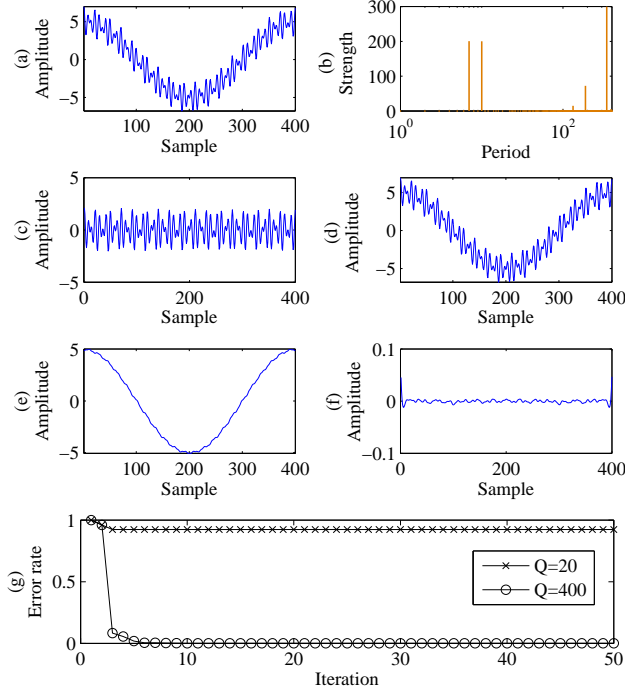 (a)
Amplitude
5
0
−5
100
200
300
400
Sample
(b)
Strength
300
200
100
0
10^0
10^2
Period
(c)
Amplitude
5
0
−5
0
200
400
Sample
(d)
Amplitude
5
0
−5
100
200
300
400
Sample
(e)
Amplitude
5
0
−5
100
200
300
400
Sample
(f)
Amplitude
0.1
0
−0.1
0
200
400
Sample
(g)
Error rate
1
0.5
0
0
10
20
30
40
50
Iteration
Q=20
Q=400